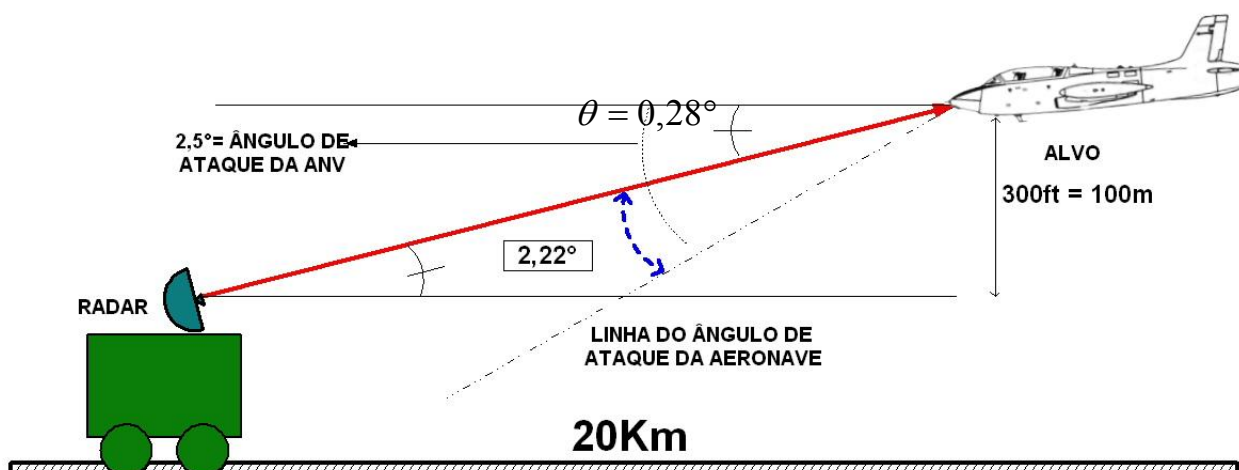 θ = 0,28°
2,5°= ÂNGULO DE
ATAQUE DA ANV
ALVO
300ft = 100m
2,22°
RADAR
LINHA DO ÂNGULO DE
ATAQUE DA AERONAVE
20Km